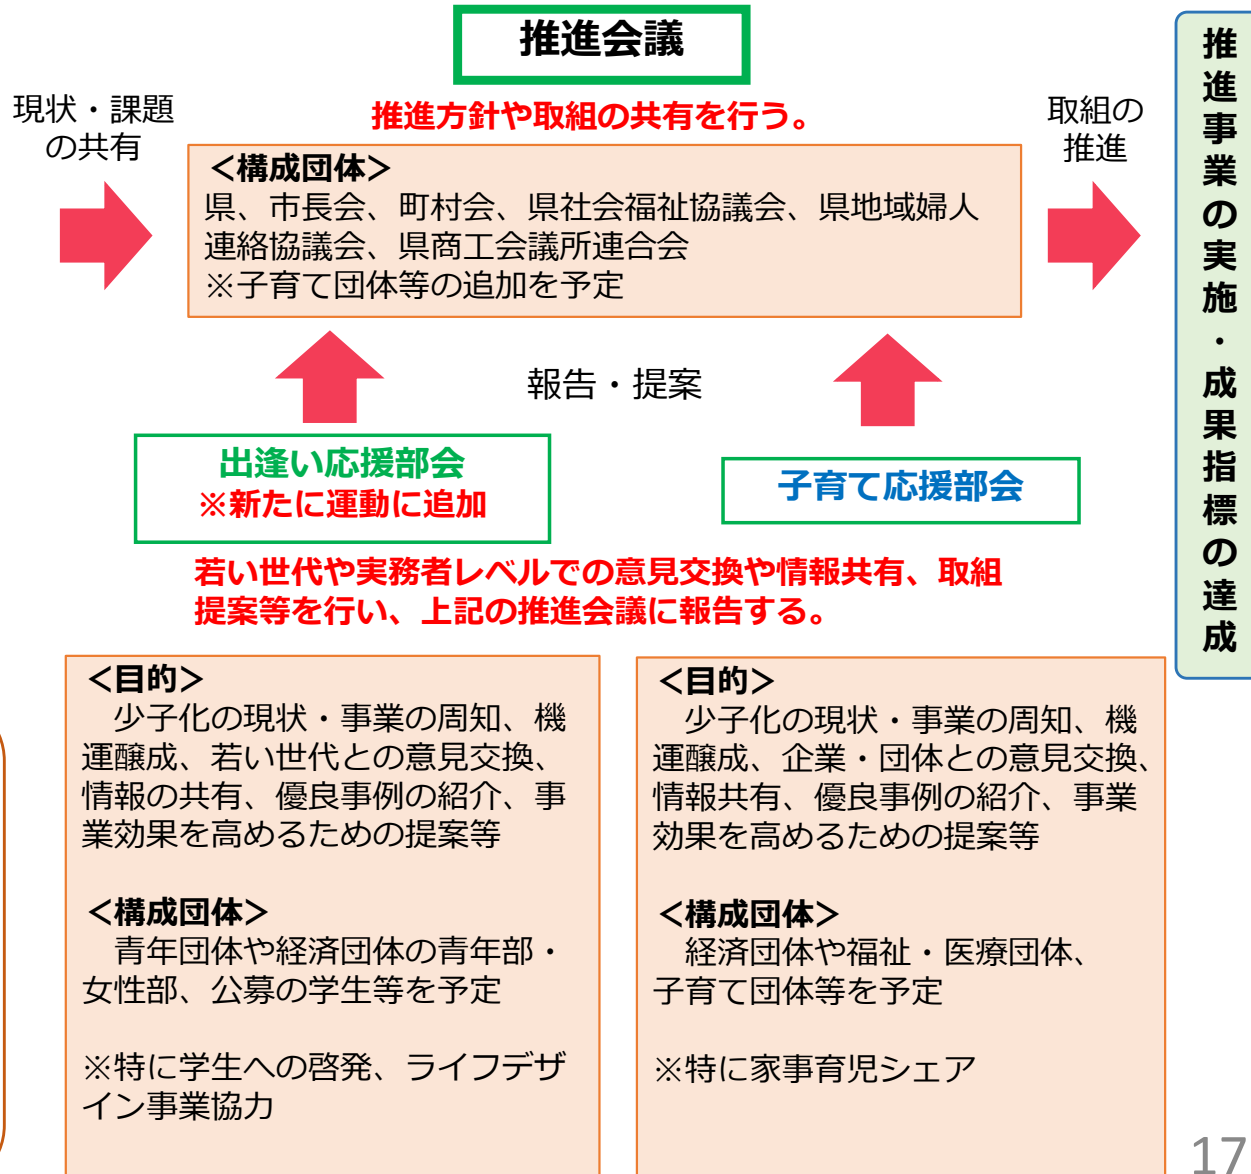 推進会議
現状・課題
の共有
推進方針や取組の共有を行う。
取組の
推進
＜構成団体＞
県、市長会、町村会、県社会福祉協議会、県地域婦人
連絡協議会、県商工会議所連合会
※子育て団体等の追加を予定
報告・提案
出逢い応援部会
※新たに運動に追加
子育て応援部会
若い世代や実務者レベルでの意見交換や情報共有、取組
提案等を行い、上記の推進会議に報告する。
＜目的＞
少子化の現状・事業の周知、機
運醸成、若い世代との意見交換、
情報の共有、優良事例の紹介、事
業効果を高めるための提案等
＜構成団体＞
青年団体や経済団体の青年部・
女性部、公募の学生等を予定
※特に学生への啓発、ライフデザ
イン事業協力
＜目的＞
少子化の現状・事業の周知、機
運醸成、企業・団体との意見交換、
情報共有、優良事例の紹介、事業
効果を高めるための提案等
＜構成団体＞
経済団体や福祉・医療団体、
子育て団体等を予定
※特に家事育児シェア
推進事業の実施・成果指標の達成
17